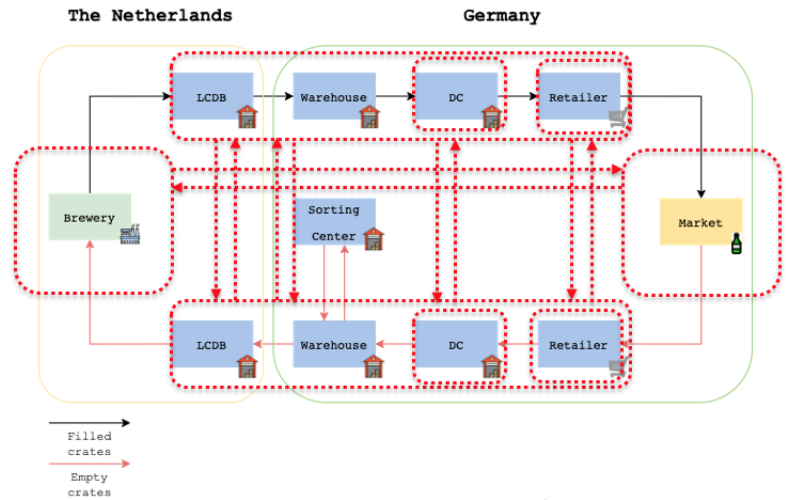 The Netherlands
Germany
LCDB
Warehouse
DC
Retailer
Brewery
Sorting
Center
Market
LCDB
Warehouse
DC
Retailer
Filled
crates
Empty
crates